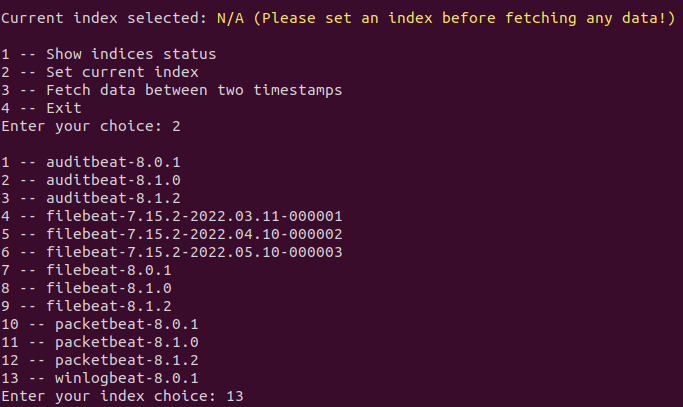 Current index selected: N/A (Please set an index before fetching any data!)
1 -- Show indices status
2 -- Set current index
3 -- Fetch data between two timestamps
4 -- Exit
Enter your choice: 2
1 -- auditbeat-8.0.1
2 -- auditbeat-8.1.0
3 -- auditbeat-8.1.2
4 -- filebeat-7.15.2-2022.03.11-000001
5 -- filebeat-7.15.2-2022.04.10-000002
6 -- filebeat-7.15.2-2022.05.10-000003
7 -- filebeat-8.0.1
8 -- filebeat-8.1.0
9 -- filebeat-8.1.2
10 -- packetbeat-8.0.1
11 -- packetbeat-8.1.0
12 -- packetbeat-8.1.2
13 -- winlogbeat-8.0.1
Enter your index choice: 13